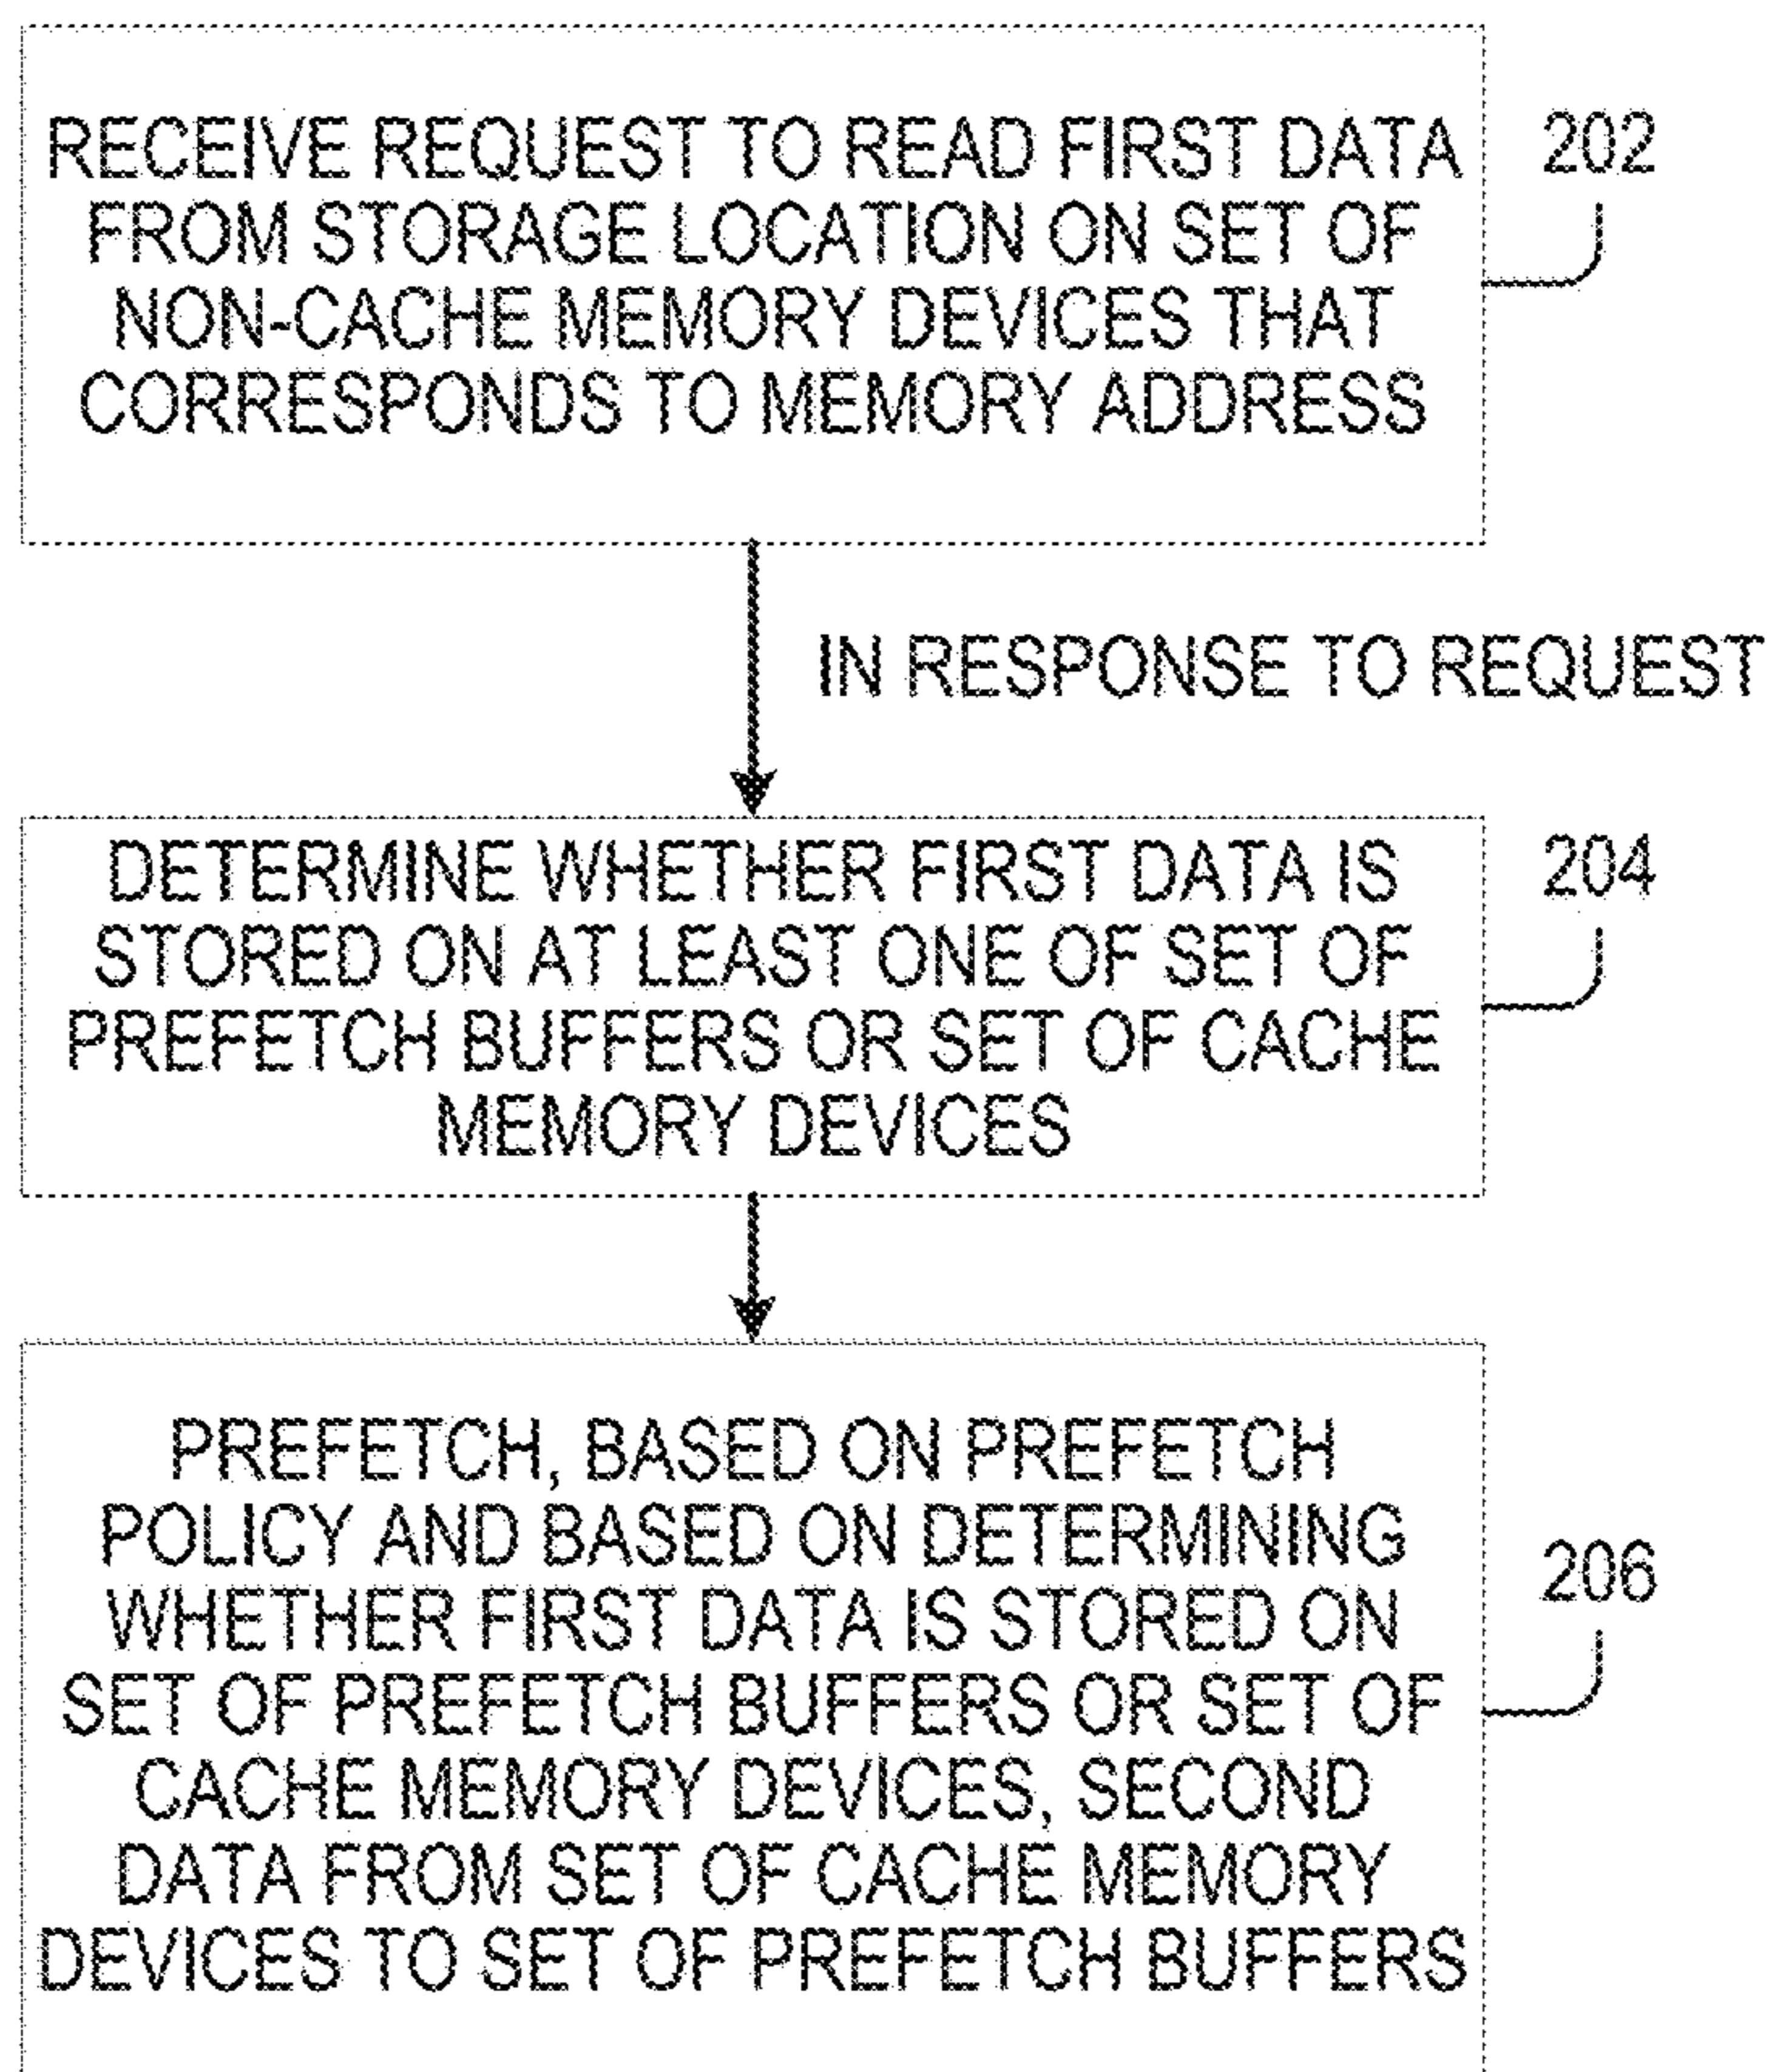 RECEIVE REQUEST TO READ FIRST DATA
FROM STORAGE LOCATION ON SET OF
NON-CACHE MEMORY DEVICES THAT
CORRESPONDS TO MEMORY ADDRESS
202
IN RESPONSE TO REQUEST
DETERMINE WHETHER FIRST DATA IS
STORED ON AT LEAST ONE OF SET OF
PREFETCH BUFFERS OR SET OF CACHE
MEMORY DEVICES
204
PREFETCH, BASED ON PREFETCH
POLICY AND BASED ON DETERMINING
WHETHER FIRST DATA IS STORED ON
SET OF PREFETCH BUFFERS OR SET OF
CACHE MEMORY DEVICES, SECOND
DATA FROM SET OF CACHE MEMORY
DEVICES TO SET OF PREFETCH BUFFERS
206